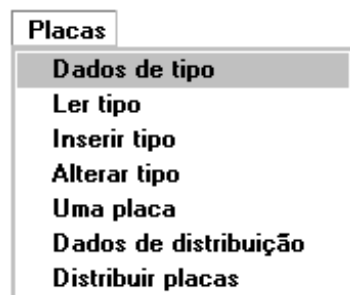 Placas
Dados de tipo
Ler tipo
Inserir tipo
Alterar tipo
Uma placa
Dados de distribuição
Distribuir placas